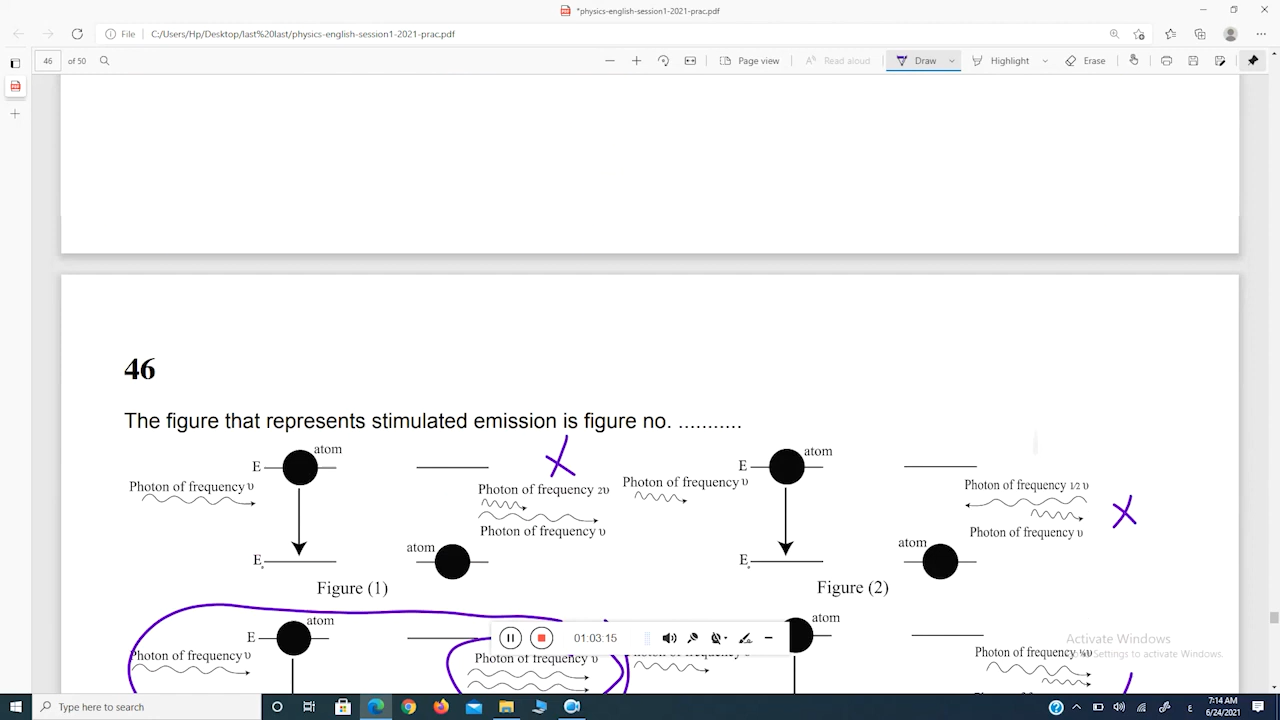 *physics-english-session1-2021-prac.pdf
File C:/Users/Hp/Desktop/last%20last/physics-english-session1-2021-prac.pdf
46 of 50 Page view Read aloud Draw Highlight Erase
46
The figure that represents stimulated emission is figure no. ...........
atom atom
E E
Photon of frequency υ Photon of frequency 2υ Photon of frequency υ Photon of frequency 1/2 υ
Photon of frequency υ Photon of frequency υ
atom atom
E. E.
Figure (1) Figure (2)
atom atom
E 01:03:15
Activate Windows
Photon of frequency υ Photon of frequency υ Photon of frequency
Settings to activate Windows.
Type here to search
7:14 AM
6/24/2021